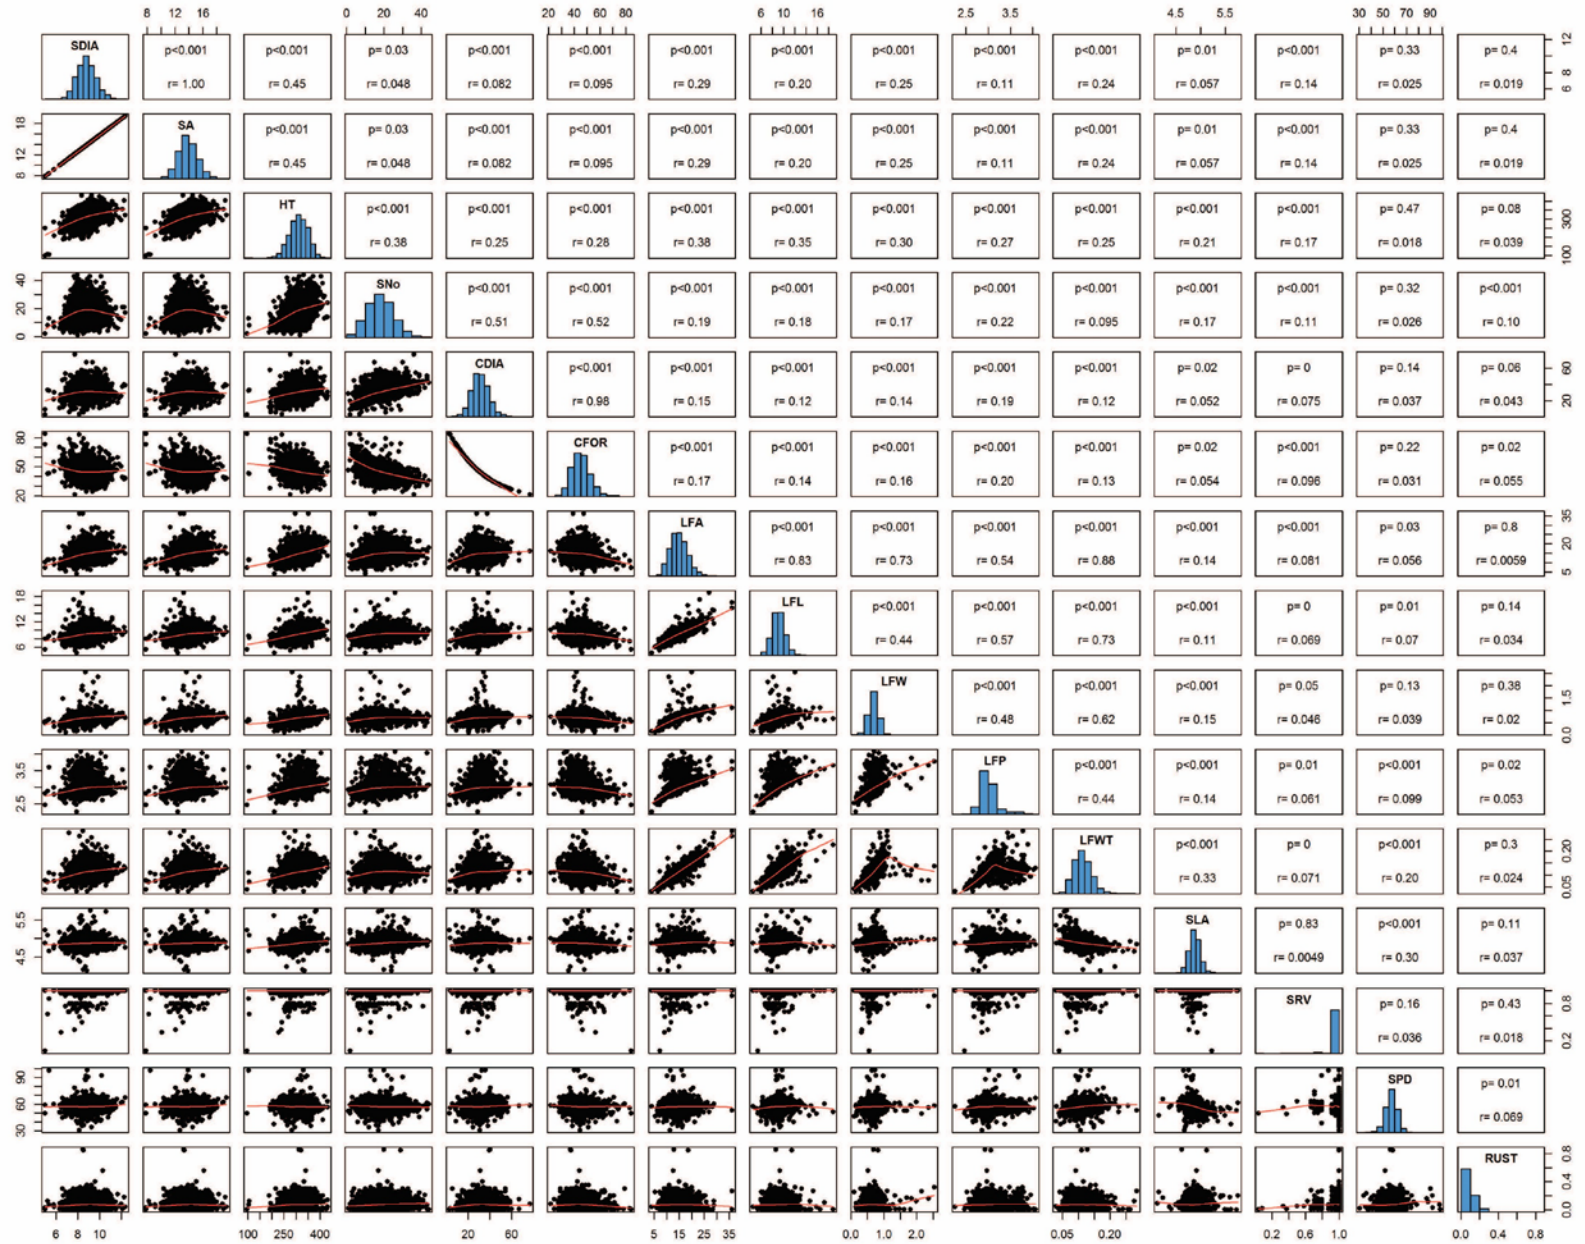 8 12 16 0 10 20 30 40 20 40 60 80 6 8 10 16 2.5 3.5 4.5 5.5 30 50 70 90
SDIA p<0.001 p<0.001 p= 0.03 p<0.001 p<0.001 p<0.001 p<0.001 p<0.001 p<0.001 p<0.001 p= 0.01 p<0.001 p= 0.33 p= 0.4 6 8 12
r= 1.00 r= 0.45 r= 0.048 r= 0.082 r= 0.095 r= 0.29 r= 0.20 r= 0.25 r= 0.11 r= 0.24 r= 0.057 r= 0.14 r= 0.025 r= 0.019
8 12 18 SA p<0.001 p= 0.03 p<0.001 p<0.001 p<0.001 p<0.001 p<0.001 p<0.001 p<0.001 p= 0.01 p<0.001 p= 0.33 p= 0.4
r= 0.45 r= 0.048 r= 0.082 r= 0.095 r= 0.29 r= 0.20 r= 0.25 r= 0.11 r= 0.24 r= 0.057 r= 0.14 r= 0.025 r= 0.019
HT p<0.001 p<0.001 p<0.001 p<0.001 p<0.001 p<0.001 p<0.001 p<0.001 p<0.001 p<0.001 p= 0.47 p= 0.08 100 300
r= 0.38 r= 0.25 r= 0.28 r= 0.38 r= 0.35 r= 0.30 r= 0.27 r= 0.25 r= 0.21 r= 0.17 r= 0.018 r= 0.039
0 20 40 SNo p<0.001 p<0.001 p<0.001 p<0.001 p<0.001 p<0.001 p<0.001 p<0.001 p<0.001 p= 0.32 p<0.001
r= 0.51 r= 0.52 r= 0.19 r= 0.18 r= 0.17 r= 0.22 r= 0.095 r= 0.17 r= 0.11 r= 0.026 r= 0.10
CDIA p<0.001 p<0.001 p<0.001 p<0.001 p<0.001 p<0.001 p= 0.02 p= 0 p= 0.14 p= 0.06 20 60
r= 0.98 r= 0.15 r= 0.12 r= 0.14 r= 0.19 r= 0.12 r= 0.052 r= 0.075 r= 0.037 r= 0.043
20 50 80 CFOR p<0.001 p<0.001 p<0.001 p<0.001 p<0.001 p= 0.02 p<0.001 p= 0.22 p= 0.02
r= 0.17 r= 0.14 r= 0.16 r= 0.20 r= 0.13 r= 0.054 r= 0.096 r= 0.031 r= 0.055
LFA p<0.001 p<0.001 p<0.001 p<0.001 p<0.001 p<0.001 p= 0.03 p= 0.8 5 20 35
r= 0.83 r= 0.73 r= 0.54 r= 0.88 r= 0.14 r= 0.081 r= 0.056 r= 0.0059
6 12 18 LFL p<0.001 p<0.001 p<0.001 p<0.001 p= 0 p= 0.01 p= 0.14
r= 0.44 r= 0.57 r= 0.73 r= 0.11 r= 0.069 r= 0.07 r= 0.034
LFW p<0.001 p<0.001 p<0.001 p= 0.05 p= 0.13 p= 0.38 0.0 1.5
r= 0.48 r= 0.62 r= 0.15 r= 0.046 r= 0.039 r= 0.02
2.5 3.5 LFP p<0.001 p<0.001 p= 0.01 p<0.001 p= 0.02
r= 0.44 r= 0.14 r= 0.061 r= 0.099 r= 0.053
LFWT p<0.001 p= 0 p<0.001 p= 0.3 0.05 0.20
r= 0.33 r= 0.071 r= 0.20 r= 0.024
4.5 5.5 SLA p= 0.83 p<0.001 p= 0.11
r= 0.0049 r= 0.30 r= 0.037
SRV p= 0.16 p= 0.43 0.2 0.8
r= 0.036 r= 0.018
30 60 90 SPD p= 0.01
r= 0.069
RUST 0.0 0.4 0.8
6 8 10 100 250 400 20 60 5 15 25 35 0.0 1.0 2.0 0.05 0.20 0.2 0.6 1.0 0.0 0.4 0.8